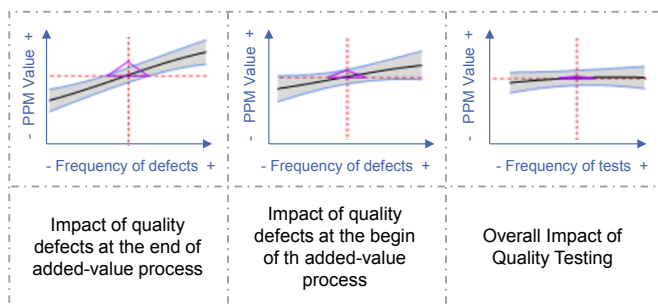 - PPM Value +
- Frequency of defects +
- PPM Value +
- Frequency of defects +
- PPM Value +
- Frequency of tests +
Impact of quality
defects at the end of
added-value process
Impact of quality
defects at the begin
of th added-value
process
Overall Impact of
Quality Testing